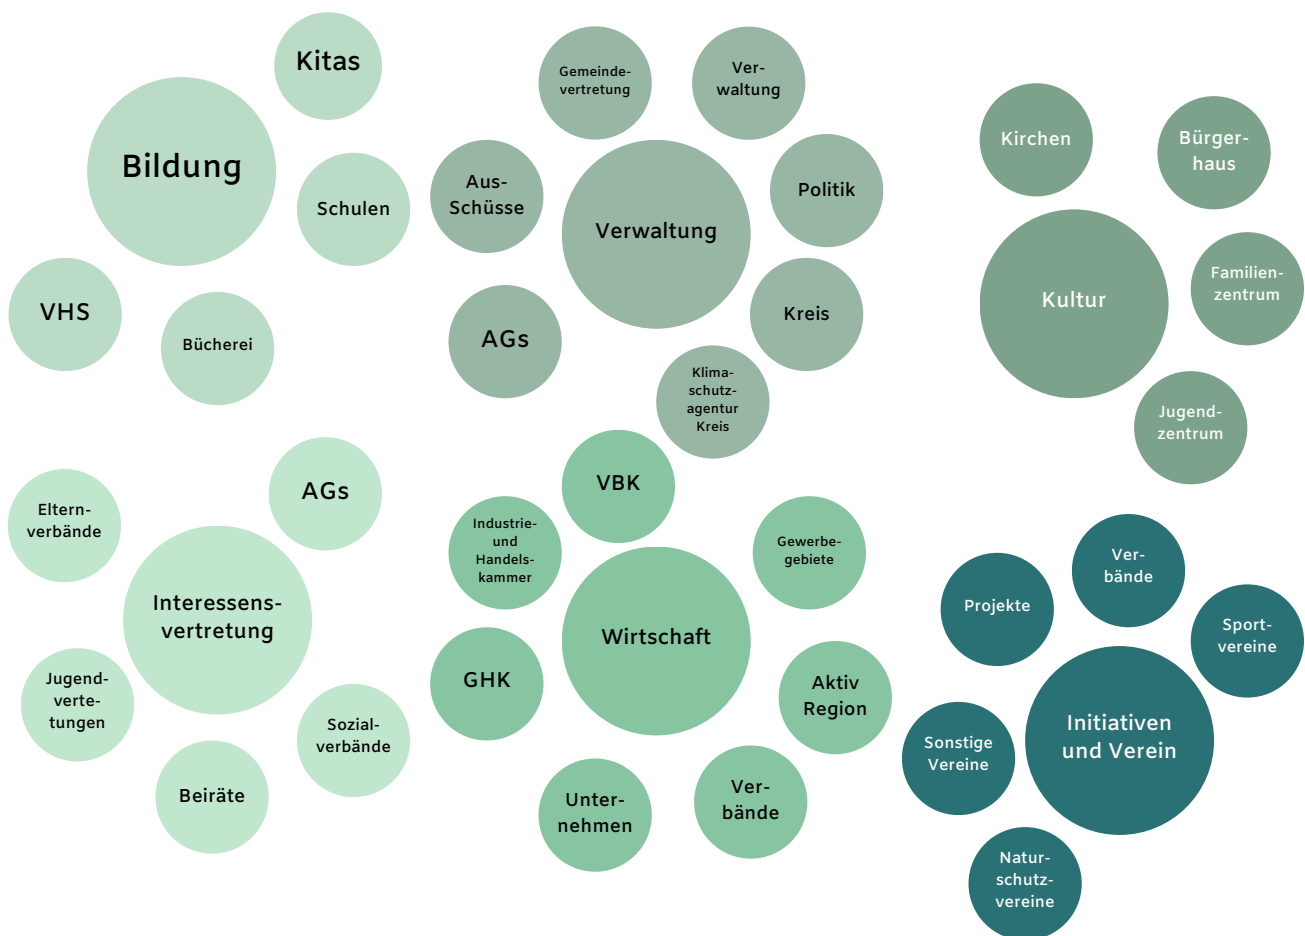 Kitas
Bildung
Schulen
VHS
Bücherei
Gemeinde-
vertretung
Ver-
waltung
Aus-
Schüsse
Politik
Verwaltung
AGs
Kreis
Klima-
schutz-
agentur
Kreis
Kirchen
Bürger-
haus
Kultur
Familien-
zentrum
Jugend-
zentrum
AGs
Eltern-
verbände
Interessens-
vertretung
Jugend-
verte-
tungen
Sozial-
verbände
Beiräte
VBK
Industrie-
und
Handels-
kammer
Gewerbe-
gebiete
Wirtschaft
GHK
Aktiv
Region
Unter-
nehmen
Ver-
bände
Ver-
bände
Projekte
Sport-
vereine
Initiativen
und Verein
Sonstige
Vereine
Natur-
schutz-
vereine